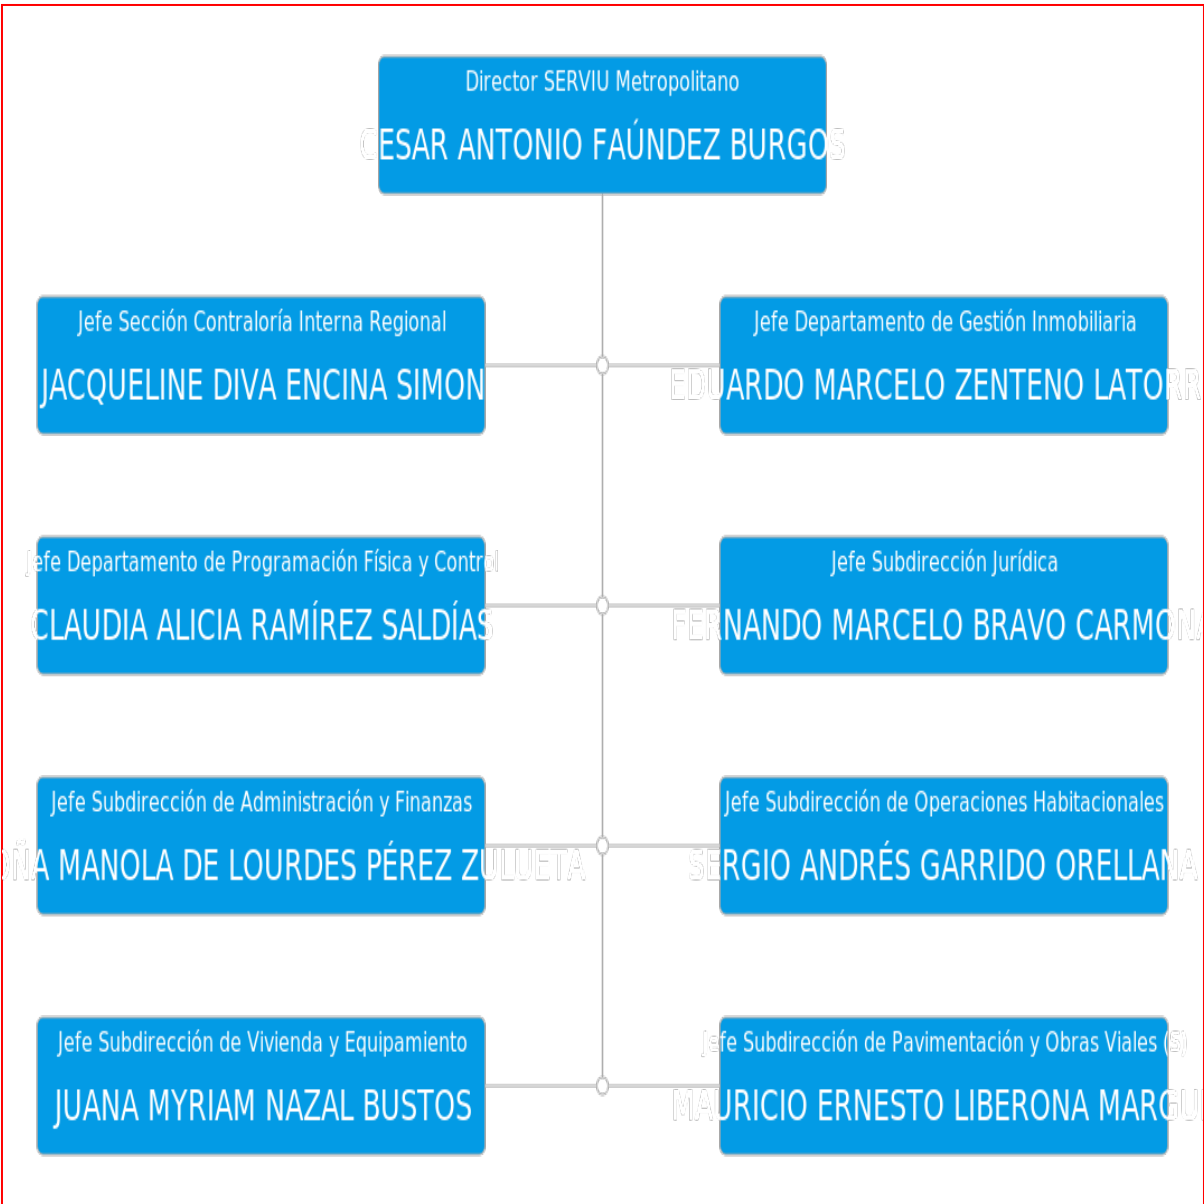 Director SERVIU Metropolitano
CESAR ANTONIO FAÚNDEZ BURGOS
Jefe Sección Contraloría Interna Regional
JACQUELINE DIVA ENCINA SIMON
Jefe Departamento de Gestión Inmobiliaria
EDUARDO MARCELO ZENTENO
Jefe Departamento de Programación Física y Control
CLAUDIA ALICIA RAMÍREZ SALDÍAS
Jefe Subdirección Jurídica
FERNANDO MARCELO BRAVO CARMONA
Jefe Subdirección de Administración y Finanzas
MANOLA DE LOURDES PÉREZ ZULUETA
Jefe Subdirección de Operaciones Habitacionales
SERGIO ANDRÉS GARRIDO ORELLANA
Jefe Subdirección de Vivienda y Equipamiento
JUANA MYRIAM NAZAL BUSTOS
Jefe Subdirección de Pavimentación y Obras Viales (S)
MAURICIO ERNESTO LIBERONA